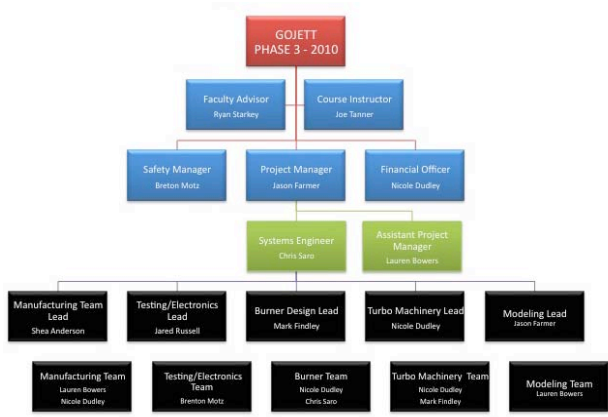 GOJETT
PHASE 3 - 2010
Faculty Advisor
Ryan Starkey
Course Instructor
Joe Tanner
Safety Manager
Breton Motz
Project Manager
Jason Farmer
Financial Officer
Nicole Dudley
Systems Engineer
Chris Saro
Assistant Project
Manager
Lauren Bowers
Manufacturing Team
Lead
Shea Anderson
Testing/Electronics
Lead
Jared Russell
Burner Design Lead
Mark Findley
Turbo Machinery Lead
Nicole Dudley
Modeling Lead
Jason Farmer
Manufacturing Team
Lauren Bowers
Nicole Dudley
Testing/Electronics
Team
Brenton Motz
Burner Team
Nicole Dudley
Chris Saro
Turbo Machinery Team
Nicole Dudley
Mark Findley
Modeling Team
Lauren Bowers